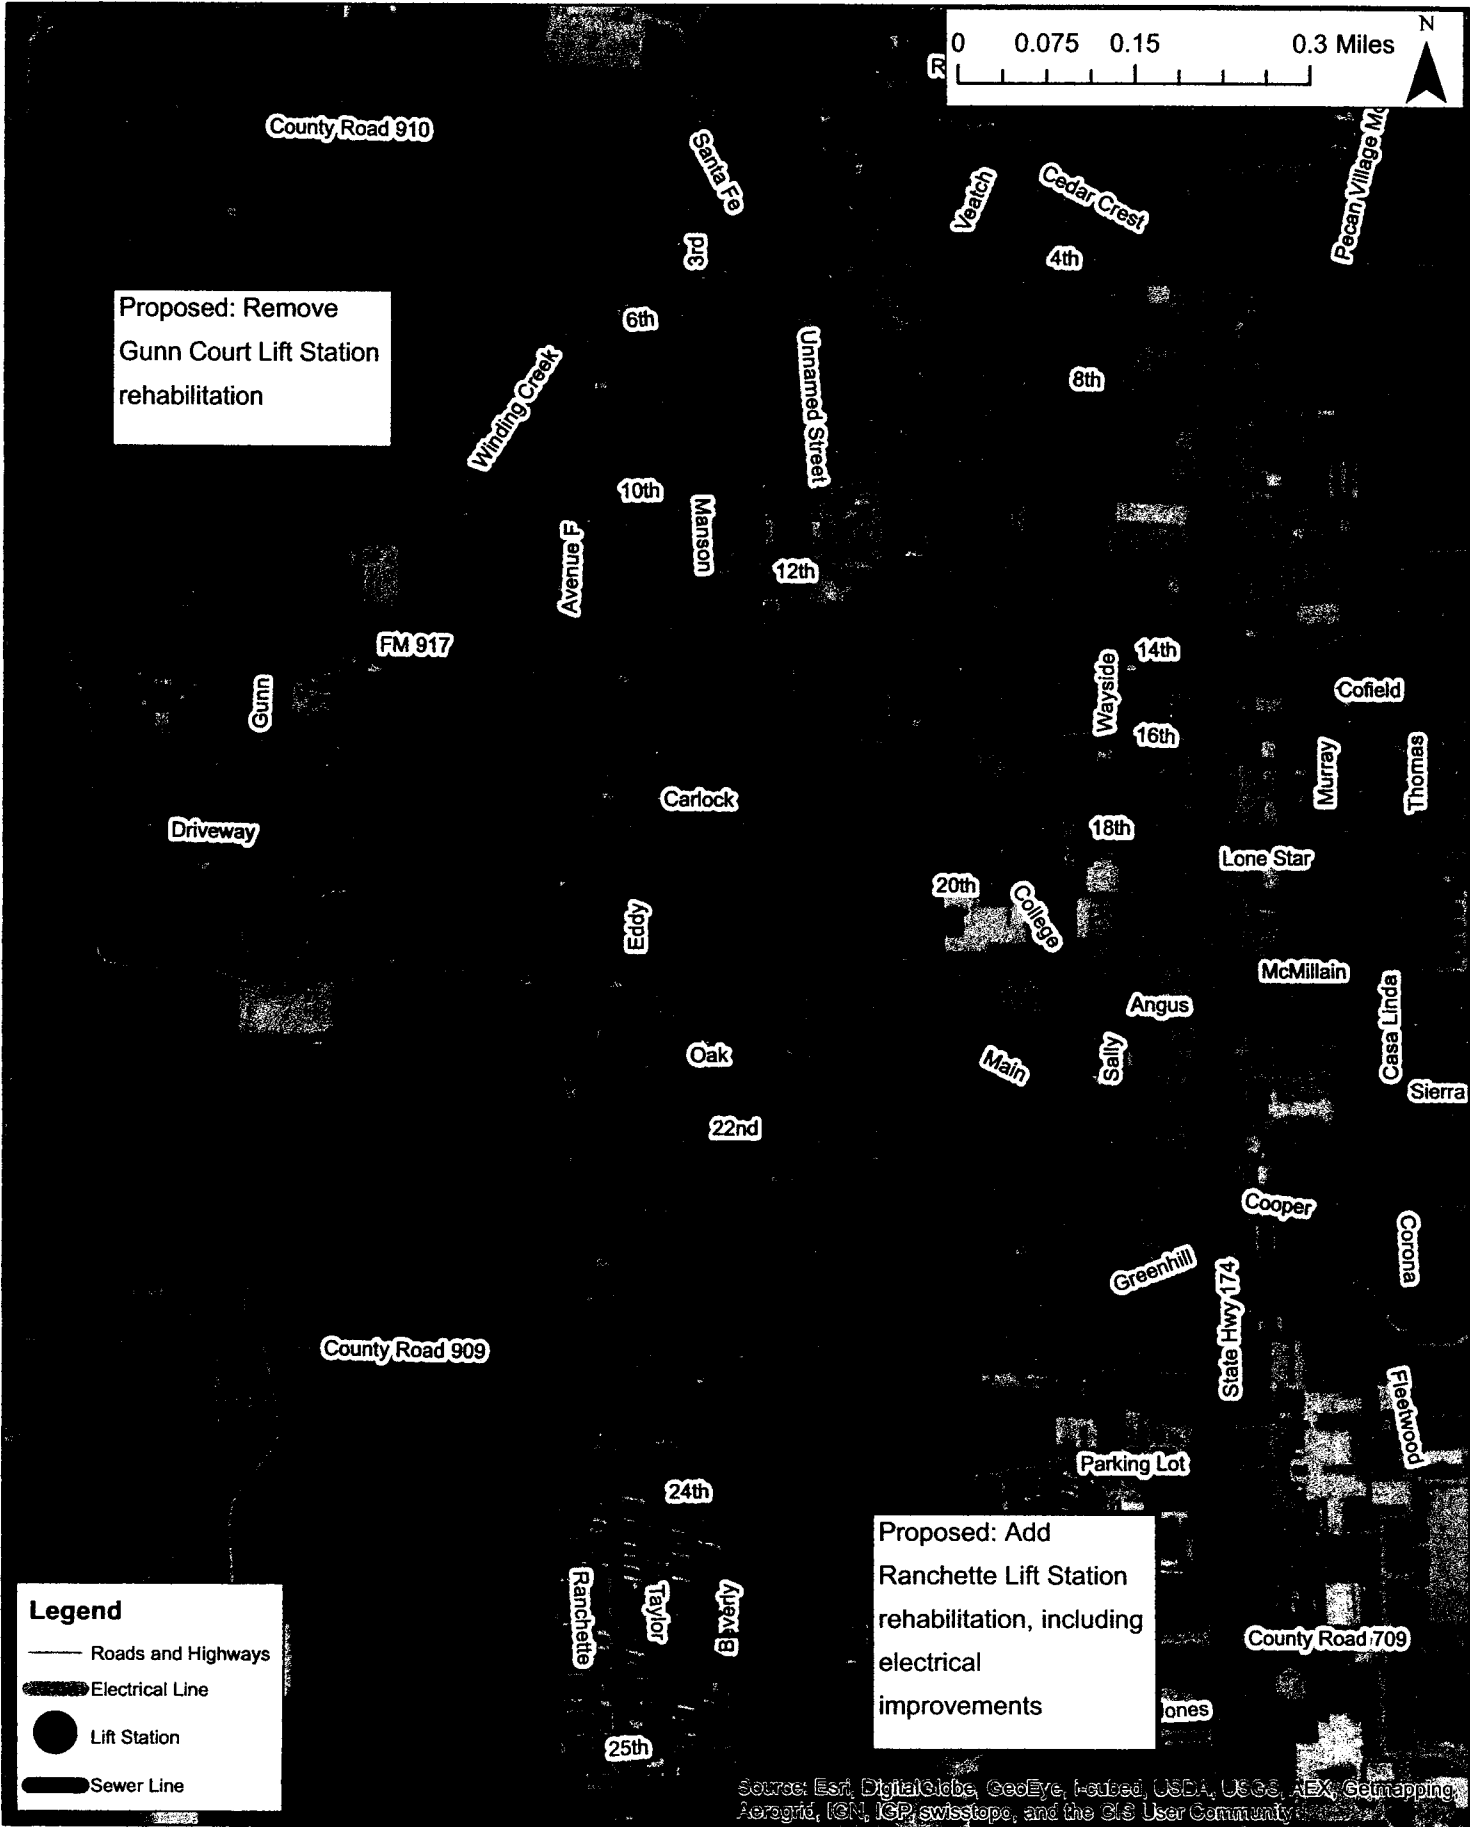 N
0 0.075 0.15 0.3 Miles
R
County Road 910
Santa Fe
Veatch
Cedar Crest
Pecan Village
3rd
4th
Proposed: Remove
Gunn Court Lift Station
rehabilitation
6th
Winding Creek
Unnamed Street
8th
10th
Manson
Avenue F
12th
FM 917
Gunn
14th
Wayside
Cofield
16th
Murray
Thomas
Carlock
Driveway
18th
Lone Star
20th
College
Eddy
McMillain
Angus
Casa Linda
Oak
Main
Sally
Sierra
22nd
Cooper
Corona
Greenhill
State Hwy 174
County Road 909
Fleetwood
Parking Lot
24th
Proposed: Add
Ranchette Lift Station
rehabilitation, including
electrical
improvements
Ranchette
Taylor
Beverly
County Road 709
Jones
25th
Legend
Roads and Highways
Electrical Line
Lift Station
Sewer Line
Source: Esri, DigitalGlobe, GeoEye, i-cubed, USDA, USGS, AEX, Getmapping,
Aerogrid, IGN, IGP, swisstopo, and the GIS User Community